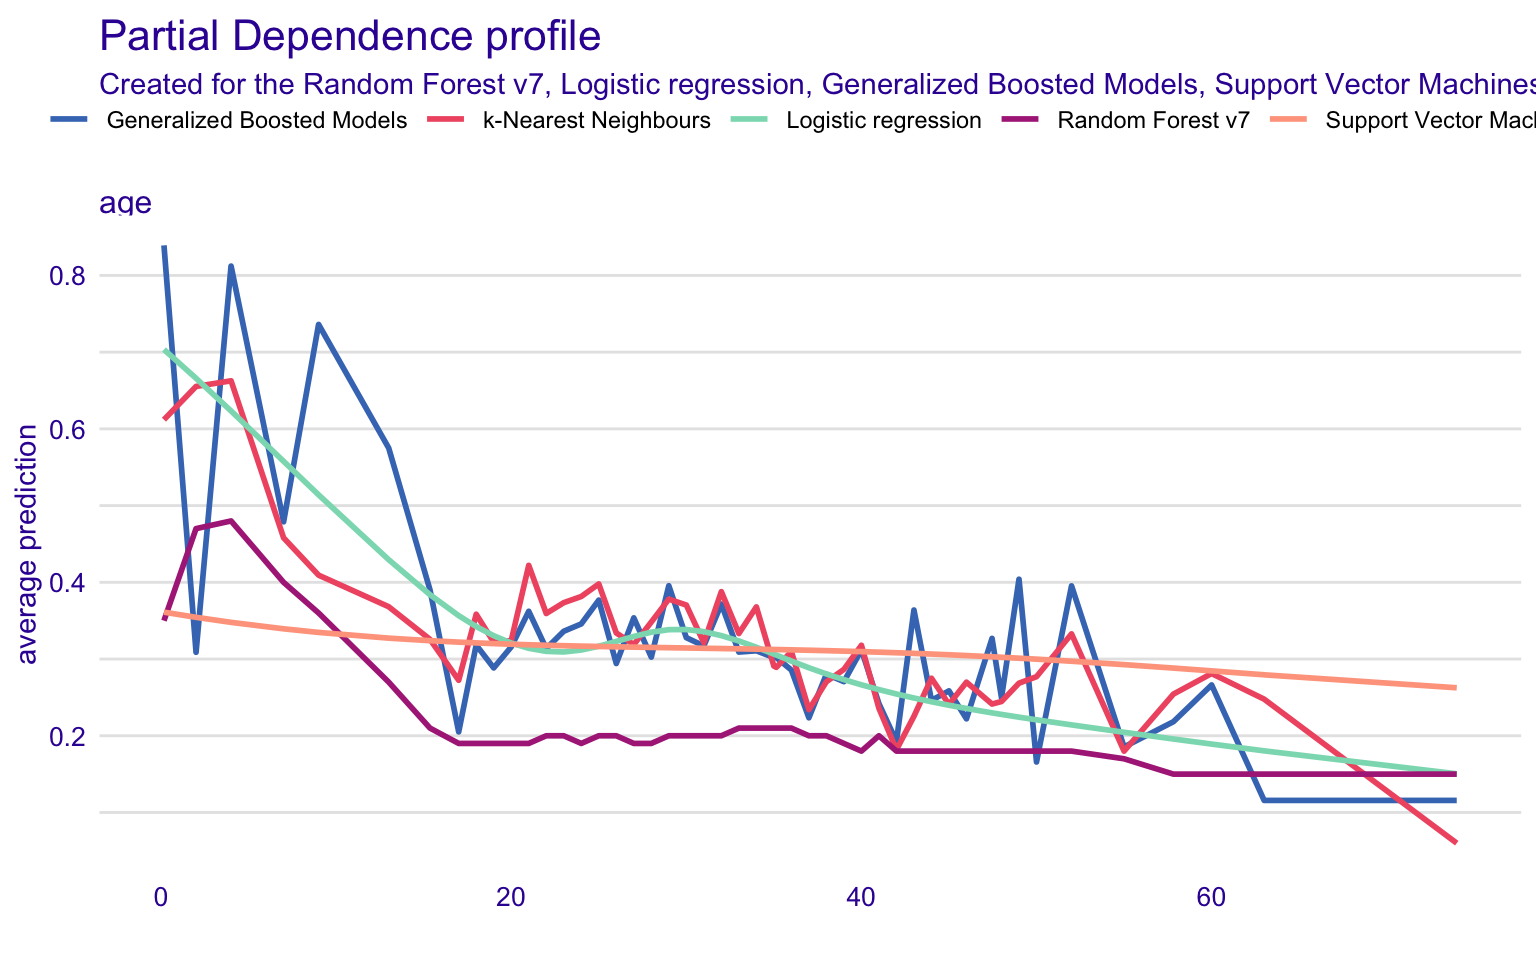 Partial Dependence profile
Created for the Random Forest v7, Logistic regression, Generalized Boosted Models, Support Vector Machines
Generalized Boosted Models k-Nearest Neighbours Logistic regression Random Forest v7 Support Vector
age
0.8
0.6
0.4
0.2
average prediction
0 20 40 60